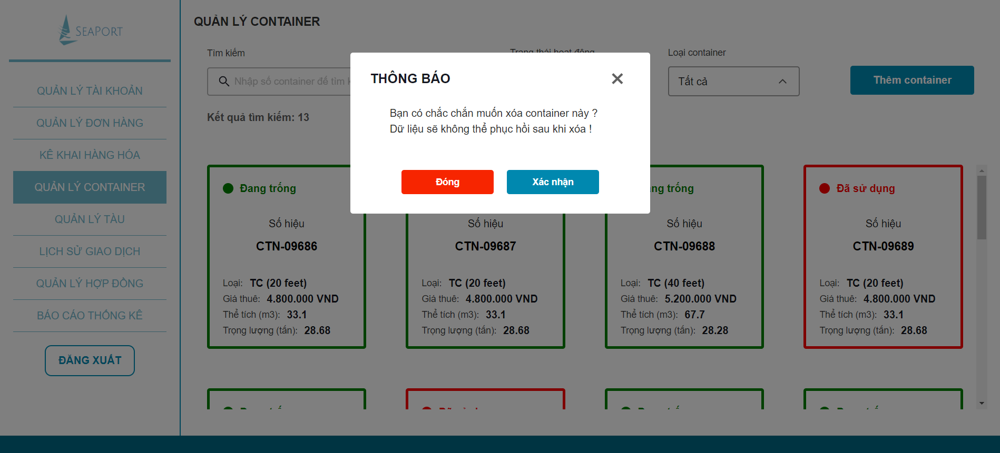 SEAPORT
QUẢN LÝ TÀI KHOẢN
QUẢN LÝ ĐƠN HÀNG
KÊ KHAI HÀNG HÓA
QUẢN LÝ CONTAINER
QUẢN LÝ TÀU
LỊCH SỬ GIAO DỊCH
QUẢN LÝ HỢP ĐỒNG
BÁO CÁO THỐNG KÊ
ĐĂNG XUẤT
QUẢN LÝ CONTAINER
Tìm kiếm
Trạng thái hoạt động
Loại container
Nhập số container để tìm
Tất cả
Thêm container
Kết quả tìm kiếm: 13
THÔNG BÁO
Bạn có chắc chắn muốn xóa container này ?
Dữ liệu sẽ không thể phục hồi sau khi xóa !
Đóng
Xác nhận
Đang trống
Số hiệu
CTN-09686
Loại: TC (20 feet)
Giá thuê: 4.800.000 VND
Thể tích (m3): 33.1
Trọng lượng (tấn): 28.68
Số hiệu
CTN-09687
Loại: TC (20 feet)
Giá thuê: 4.800.000 VND
Thể tích (m3): 33.1
Trọng lượng (tấn): 28.68
ng trống
Số hiệu
CTN-09688
Loại: TC (40 feet)
Giá thuê: 5.200.000 VND
Thể tích (m3): 67.7
Trọng lượng (tấn): 28.28
Đã sử dụng
Số hiệu
CTN-09689
Loại: TC (20 feet)
Giá thuê: 4.800.000 VND
Thể tích (m3): 33.1
Trọng lượng (tấn): 28.68